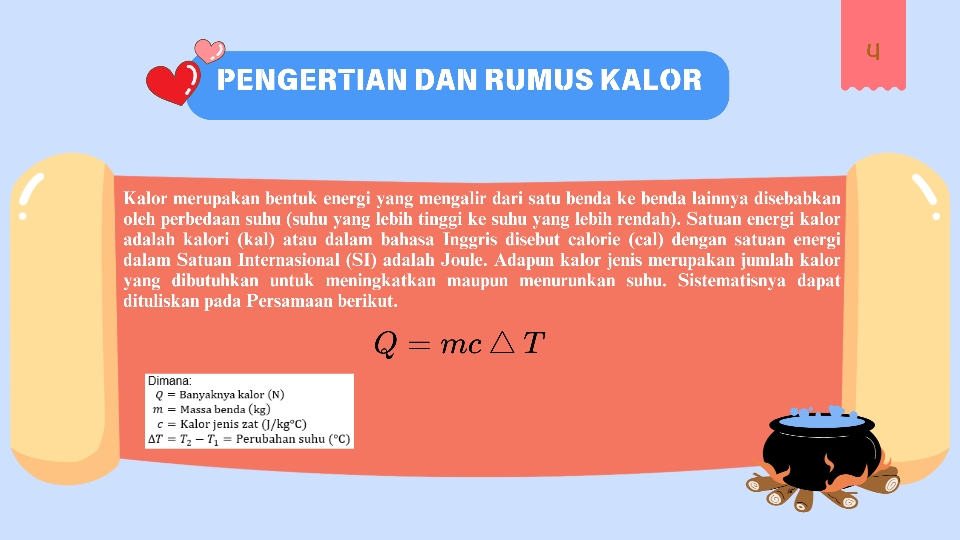 4
PENGERTIAN DAN RUMUS KALOR
Kalor merupakan bentuk energi yang mengalir dari satu benda ke benda lainnya disebabkan
oleh perbedaan suhu (suhu yang lebih tinggi ke suhu yang lebih rendah). Satuan energi kalor
adalah kalori (kal) atau dalam bahasa Inggris disebut calorie (cal) dengan satuan energi
dalam Satuan Internasional (SI) adalah Joule. Adapun kalor jenis merupakan jumlah kalor
yang dibutuhkan untuk meningkatkan maupun menurunkan suhu. Sistematisnya dapat
dituliskan pada Persamaan berikut.
Q = mc △ T
Dimana:
Q = Banyaknya kalor (N)
m = Massa benda (kg)
c = Kalor jenis zat (J/kg°C)
ΔT = T₂ − T₁ = Perubahan suhu (°C)